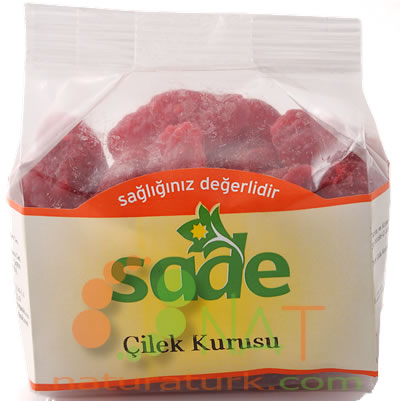 sağlığınız değerlidir
sade
NAT
Çilek Kurusu
naturaturk.com